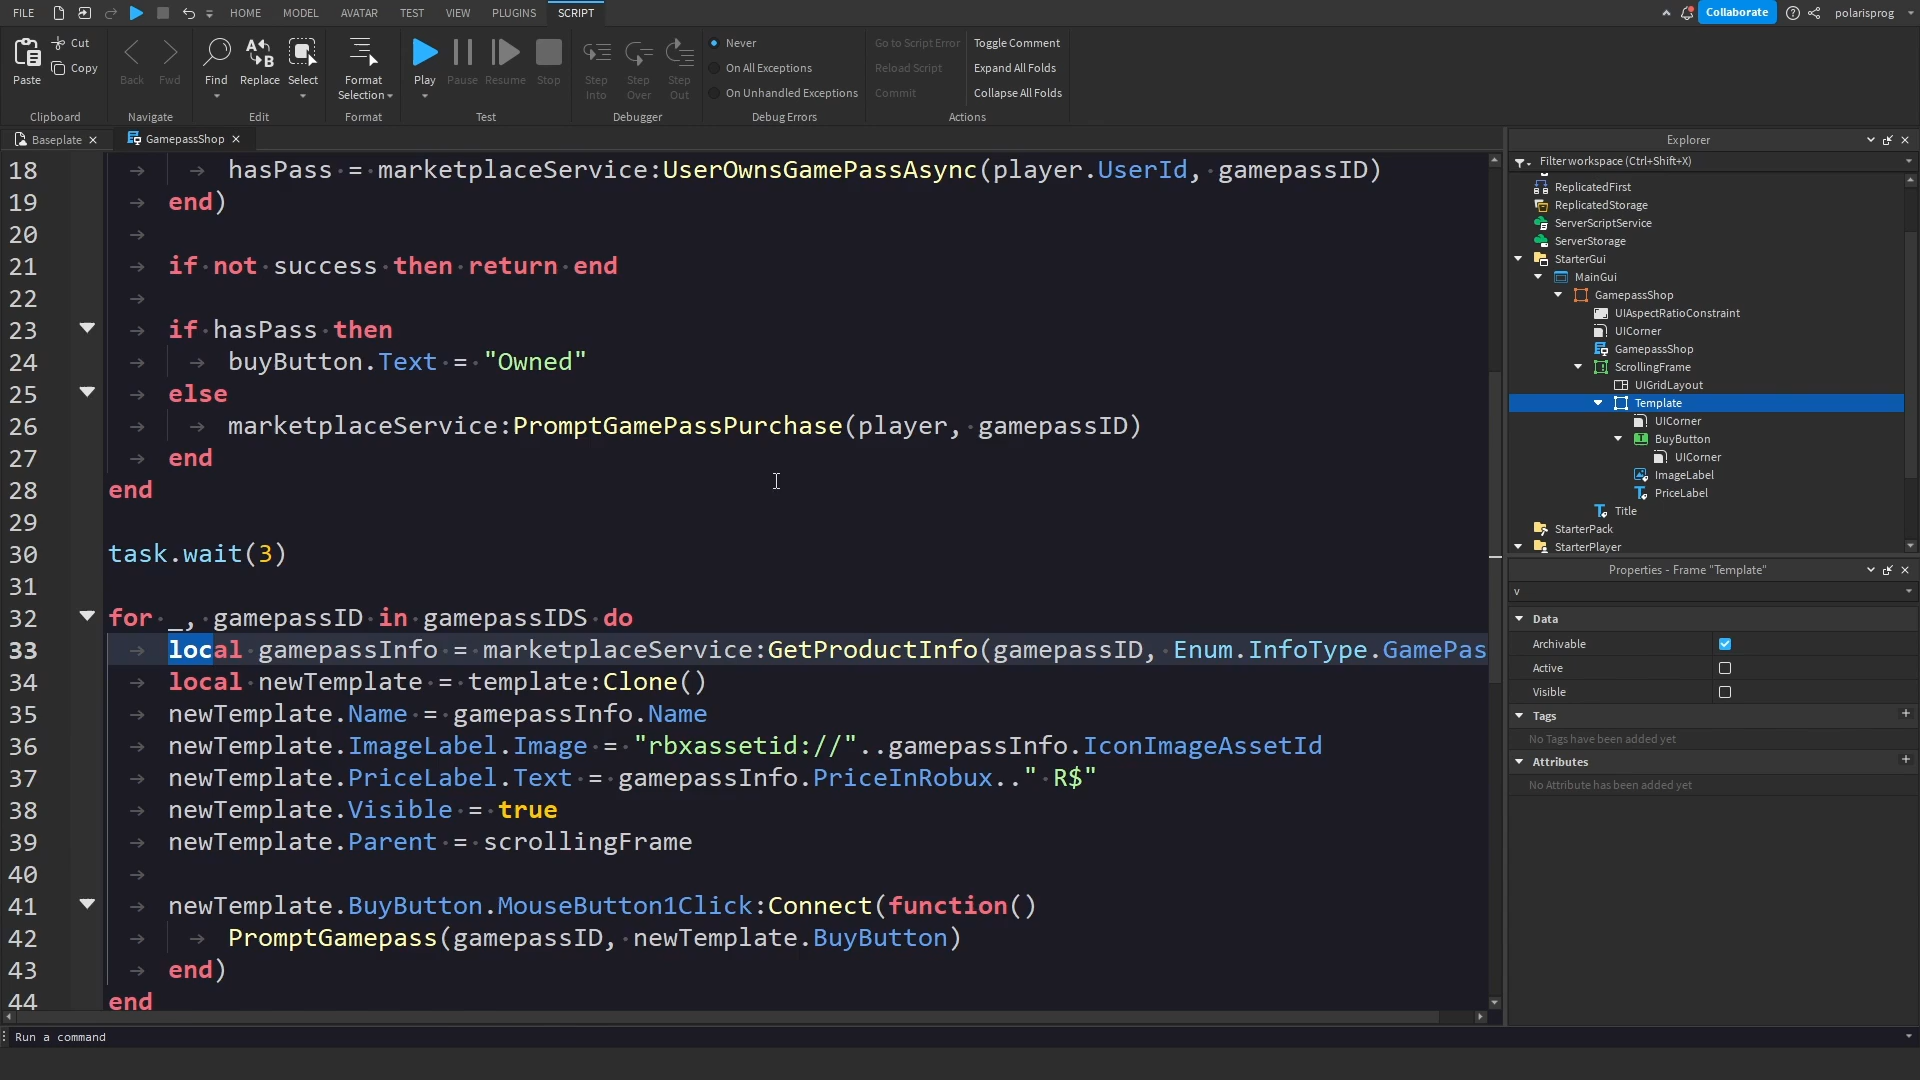 FILE HOME MODEL AVATAR TEST VIEW PLUGINS SCRIPT Collaborate polarisprog
Paste Cut Copy Back Fwd Find Replace Select Format Selection Play Pause Resume Stop Step Into Step Over Step Out
Never
On All Exceptions
On Unhandled Exceptions
Go to Script Error
Reload Script
Commit
Toggle Comment
Expand All Folds
Collapse All Folds
Clipboard Navigate Edit Format Test Debugger Debug Errors Actions
Baseplate GamepassShop
18 hasPass = marketplaceService:UserOwnsGamePassAsync(player.UserId, gamepassID)
19 end)
20
21 if not success then return end
22
23 if hasPass then
24 buyButton.Text = "Owned"
25 else
26 marketplaceService:PromptGamePassPurchase(player, gamepassID)
27 end
28 end
29
30 task.wait(3)
31
32 for _, gamepassID in gamepassIDS do
33 local gamepassInfo = marketplaceService:GetProductInfo(gamepassID, Enum.InfoType.GamePas
34 local newTemplate = template:Clone()
35 newTemplate.Name = gamepassInfo.Name
36 newTemplate.ImageLabel.Image = "rbxassetid://"..gamepassInfo.IconImageAssetId
37 newTemplate.PriceLabel.Text = gamepassInfo.PriceInRobux.." R$"
38 newTemplate.Visible = true
39 newTemplate.Parent = scrollingFrame
40
41 newTemplate.BuyButton.MouseButton1Click:Connect(function()
42 PromptGamepass(gamepassID, newTemplate.BuyButton)
43 end)
44 end
Run a command
Explorer
Filter workspace (Ctrl+Shift+X)
ReplicatedFirst
ReplicatedStorage
ServerScriptService
ServerStorage
StarterGui
MainGui
GamepassShop
UIAspectRatioConstraint
UICorner
GamepassShop
ScrollingFrame
UIGridLayout
Template
UICorner
BuyButton
UICorner
ImageLabel
PriceLabel
Title
StarterPack
StarterPlayer
Properties - Frame "Template"
v
Data
Archivable
Active
Visible
Tags
No Tags have been added yet
Attributes
No Attribute has been added yet